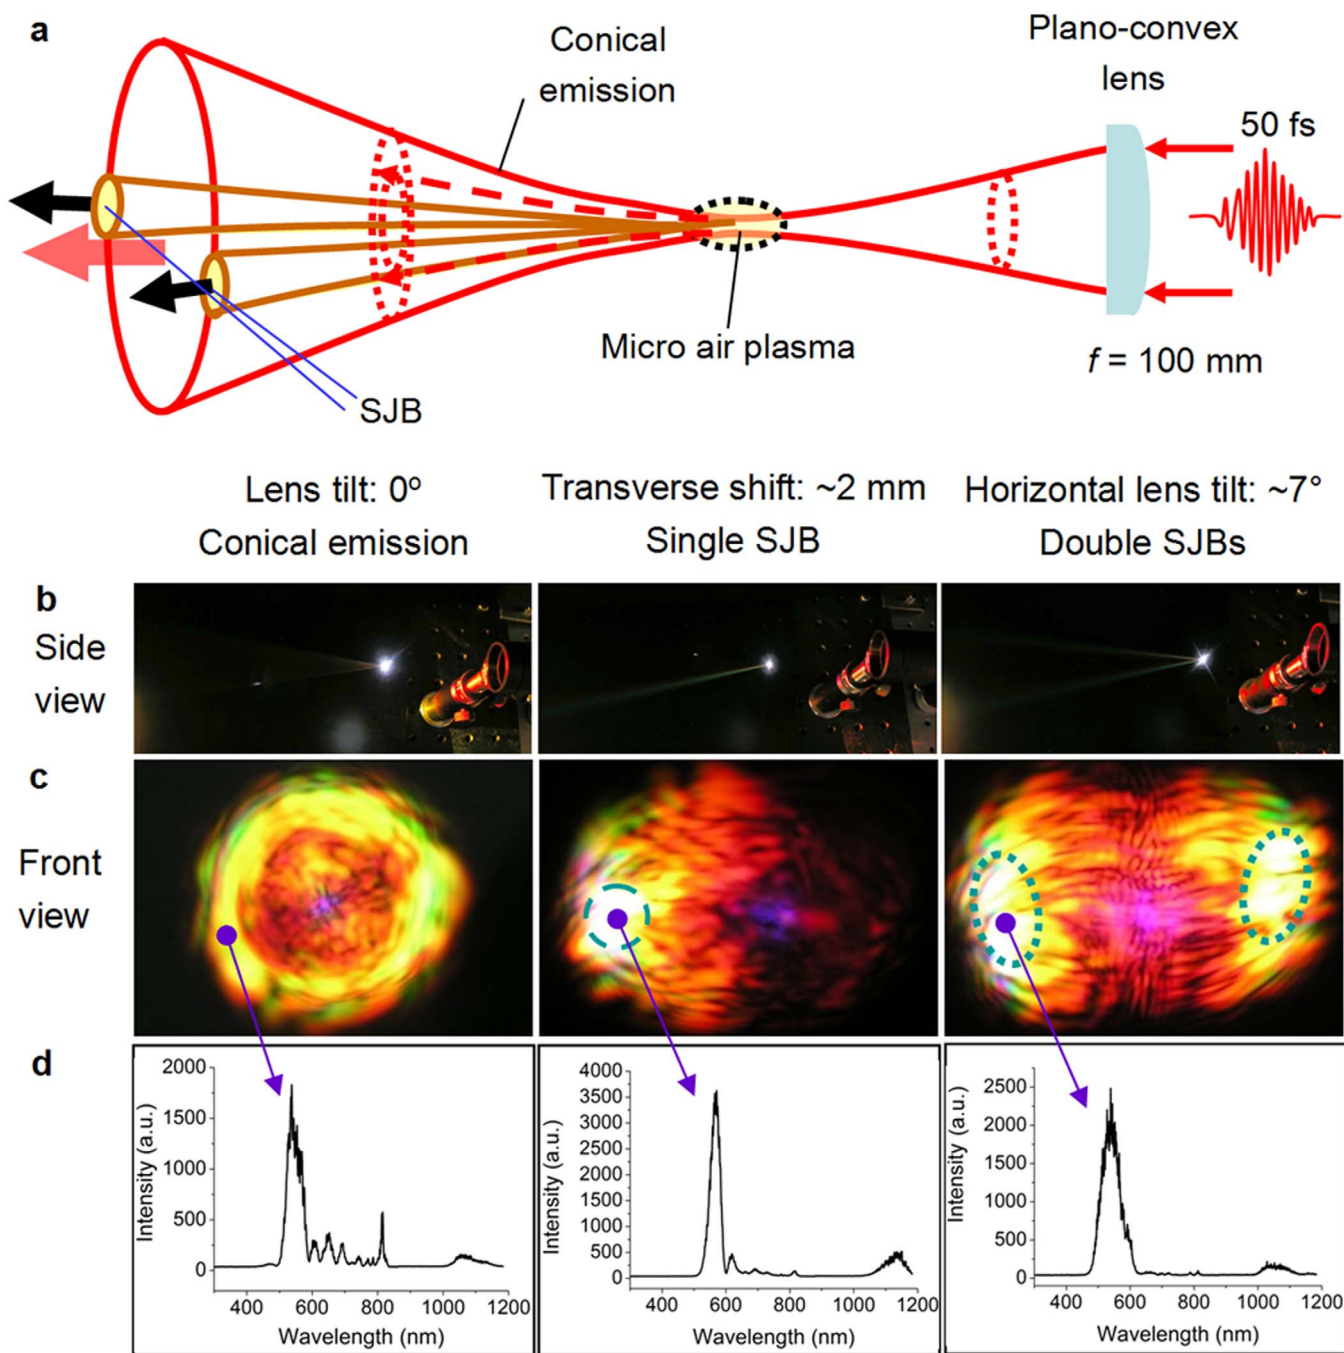 a
Conical
emission
Plano-convex
lens
50 fs
Micro air plasma
f = 100 mm
SJB
Lens tilt: 0º
Conical emission
Transverse shift: ~2 mm
Single SJB
Horizontal lens tilt: ~7°
Double SJBs
b
Side
view
c
Front
view
d
Intensity (a.u.)
2000
1500
1000
500
0
400 600 800 1000 1200
Wavelength (nm)
Intensity (a.u.)
4000
3500
3000
2500
2000
1500
1000
500
0
400 600 800 1000 1200
Wavelength (nm)
Intensity (a.u.)
2500
2000
1500
1000
500
0
400 600 800 1000 1200
Wavelength (nm)